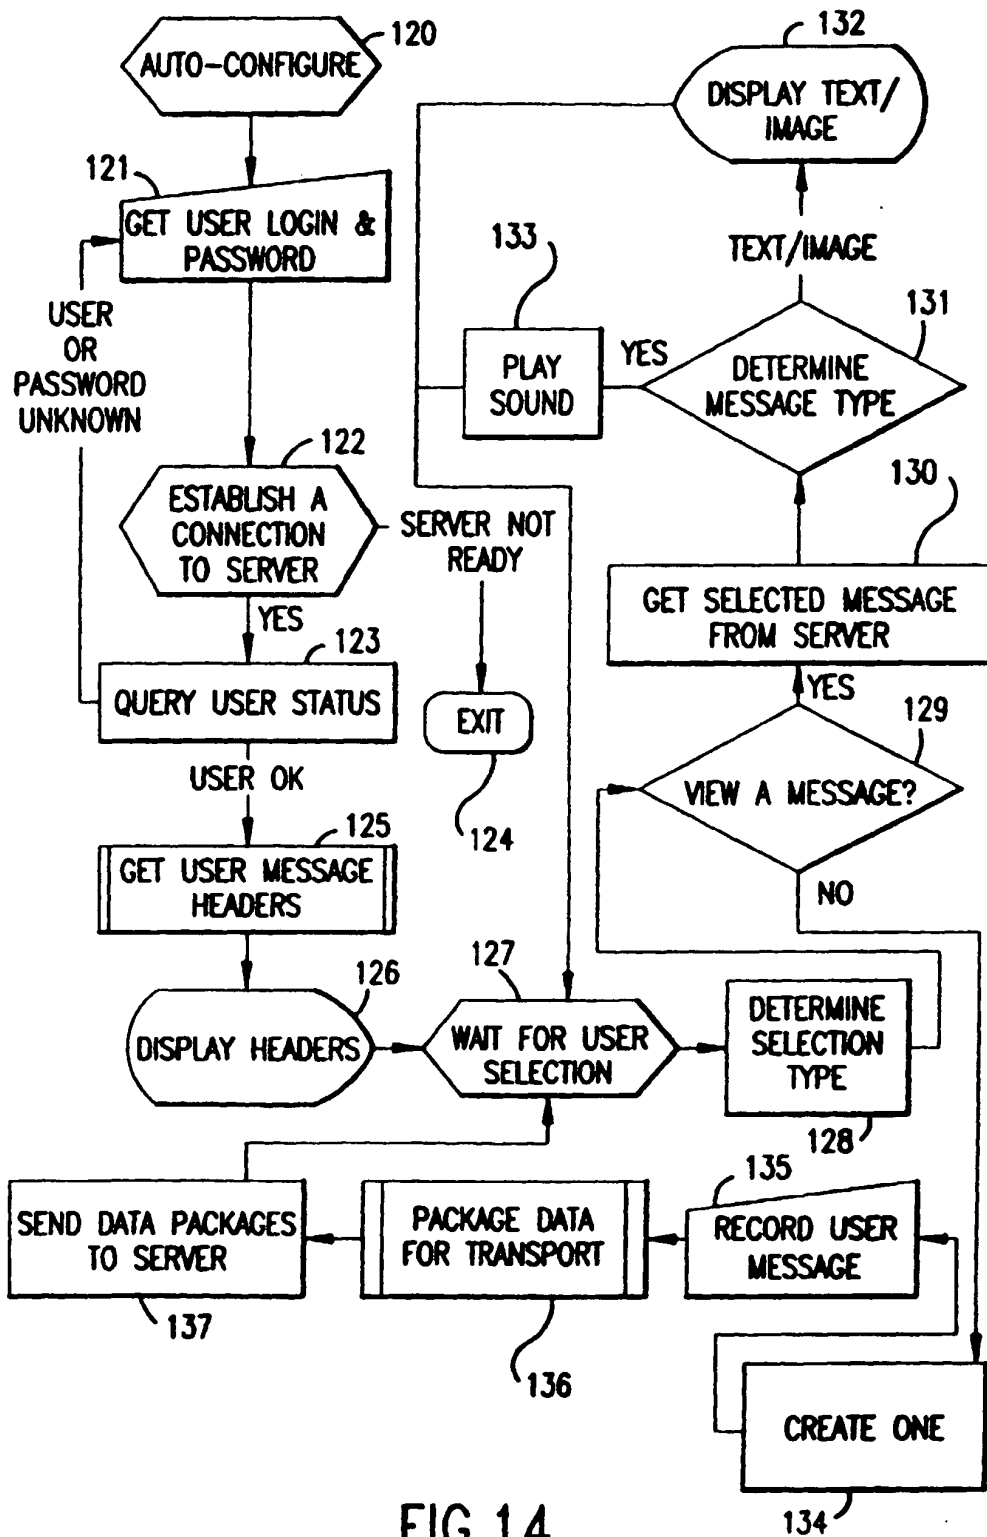 120
AUTO-CONFIGURE
121
GET USER LOGIN &
PASSWORD
USER
OR
PASSWORD
UNKNOWN
122
ESTABLISH A
CONNECTION
TO SERVER
SERVER NOT
READY
YES
123
QUERY USER STATUS
EXIT
124
USER OK
125
GET USER MESSAGE
HEADERS
126
DISPLAY HEADERS
127
WAIT FOR USER
SELECTION
DETERMINE
SELECTION
TYPE
128
VIEW A MESSAGE?
129
YES
NO
GET SELECTED MESSAGE
FROM SERVER
130
DETERMINE
MESSAGE TYPE
131
TEXT/IMAGE
YES
DISPLAY TEXT/
IMAGE
132
PLAY
SOUND
133
CREATE ONE
134
135
RECORD USER
MESSAGE
PACKAGE DATA
FOR TRANSPORT
136
SEND DATA PACKAGES
TO SERVER
137
FIG.14